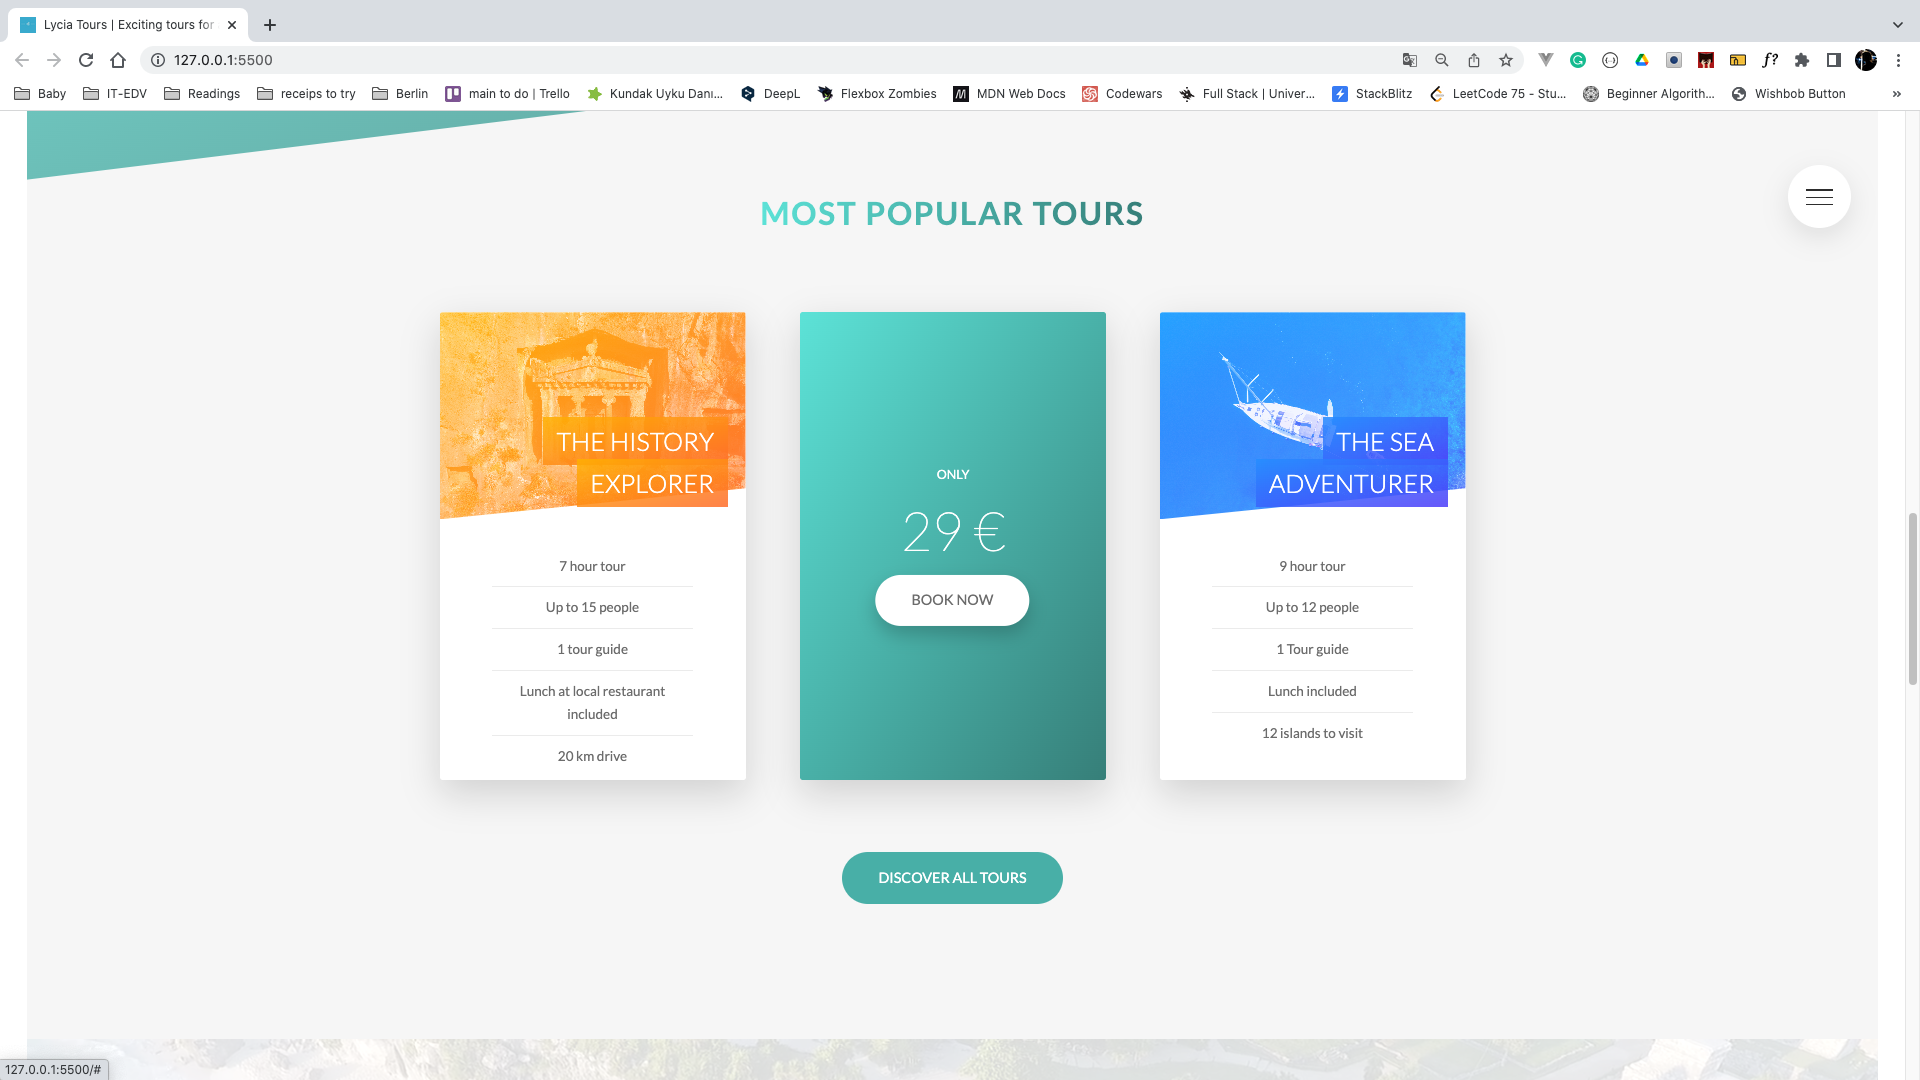 Lycia Tours | Exciting tours for
127.0.0.1:5500
Baby
IT-EDV
Readings
receips to try
Berlin
main to do | Trello
Kundak Uyku Danı...
DeepL
Flexbox Zombies
MDN Web Docs
Codewars
Full Stack | Univer...
StackBlitz
LeetCode 75 - Stu...
Beginner Algorith...
Wishbob Button
»
MOST POPULAR TOURS
THE HISTORY
EXPLORER
7 hour tour
Up to 15 people
1 tour guide
Lunch at local restaurant
included
20 km drive
ONLY
29 €
BOOK NOW
THE SEA
ADVENTURER
9 hour tour
Up to 12 people
1 Tour guide
Lunch included
12 islands to visit
DISCOVER ALL TOURS
127.0.0.1:5500/#